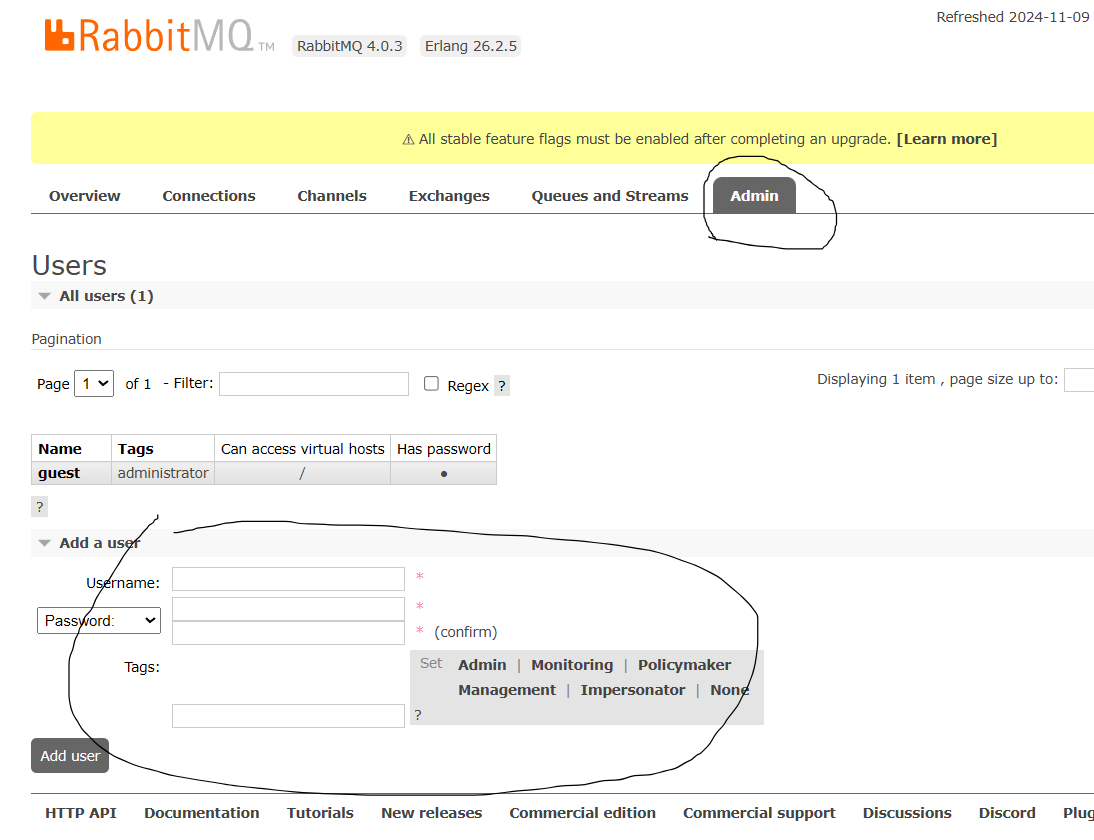 RabbitMQ TM RabbitMQ 4.0.3 Erlang 26.2.5
Refreshed 2024-11-09
⚠ All stable feature flags must be enabled after completing an upgrade. [Learn more]
Overview Connections Channels Exchanges Queues and Streams Admin
Users
All users (1)
Pagination
Page 1 of 1 - Filter: Regex ? Displaying 1 item , page size up to:
Name Tags Can access virtual hosts Has password
guest administrator / ●
?
Add a user
Username: *
Password: *
* (confirm)
Tags: Set Admin | Monitoring | Policymaker
Management | Impersonator | None
?
Add user
HTTP API Documentation Tutorials New releases Commercial edition Commercial support Discussions Discord Plug